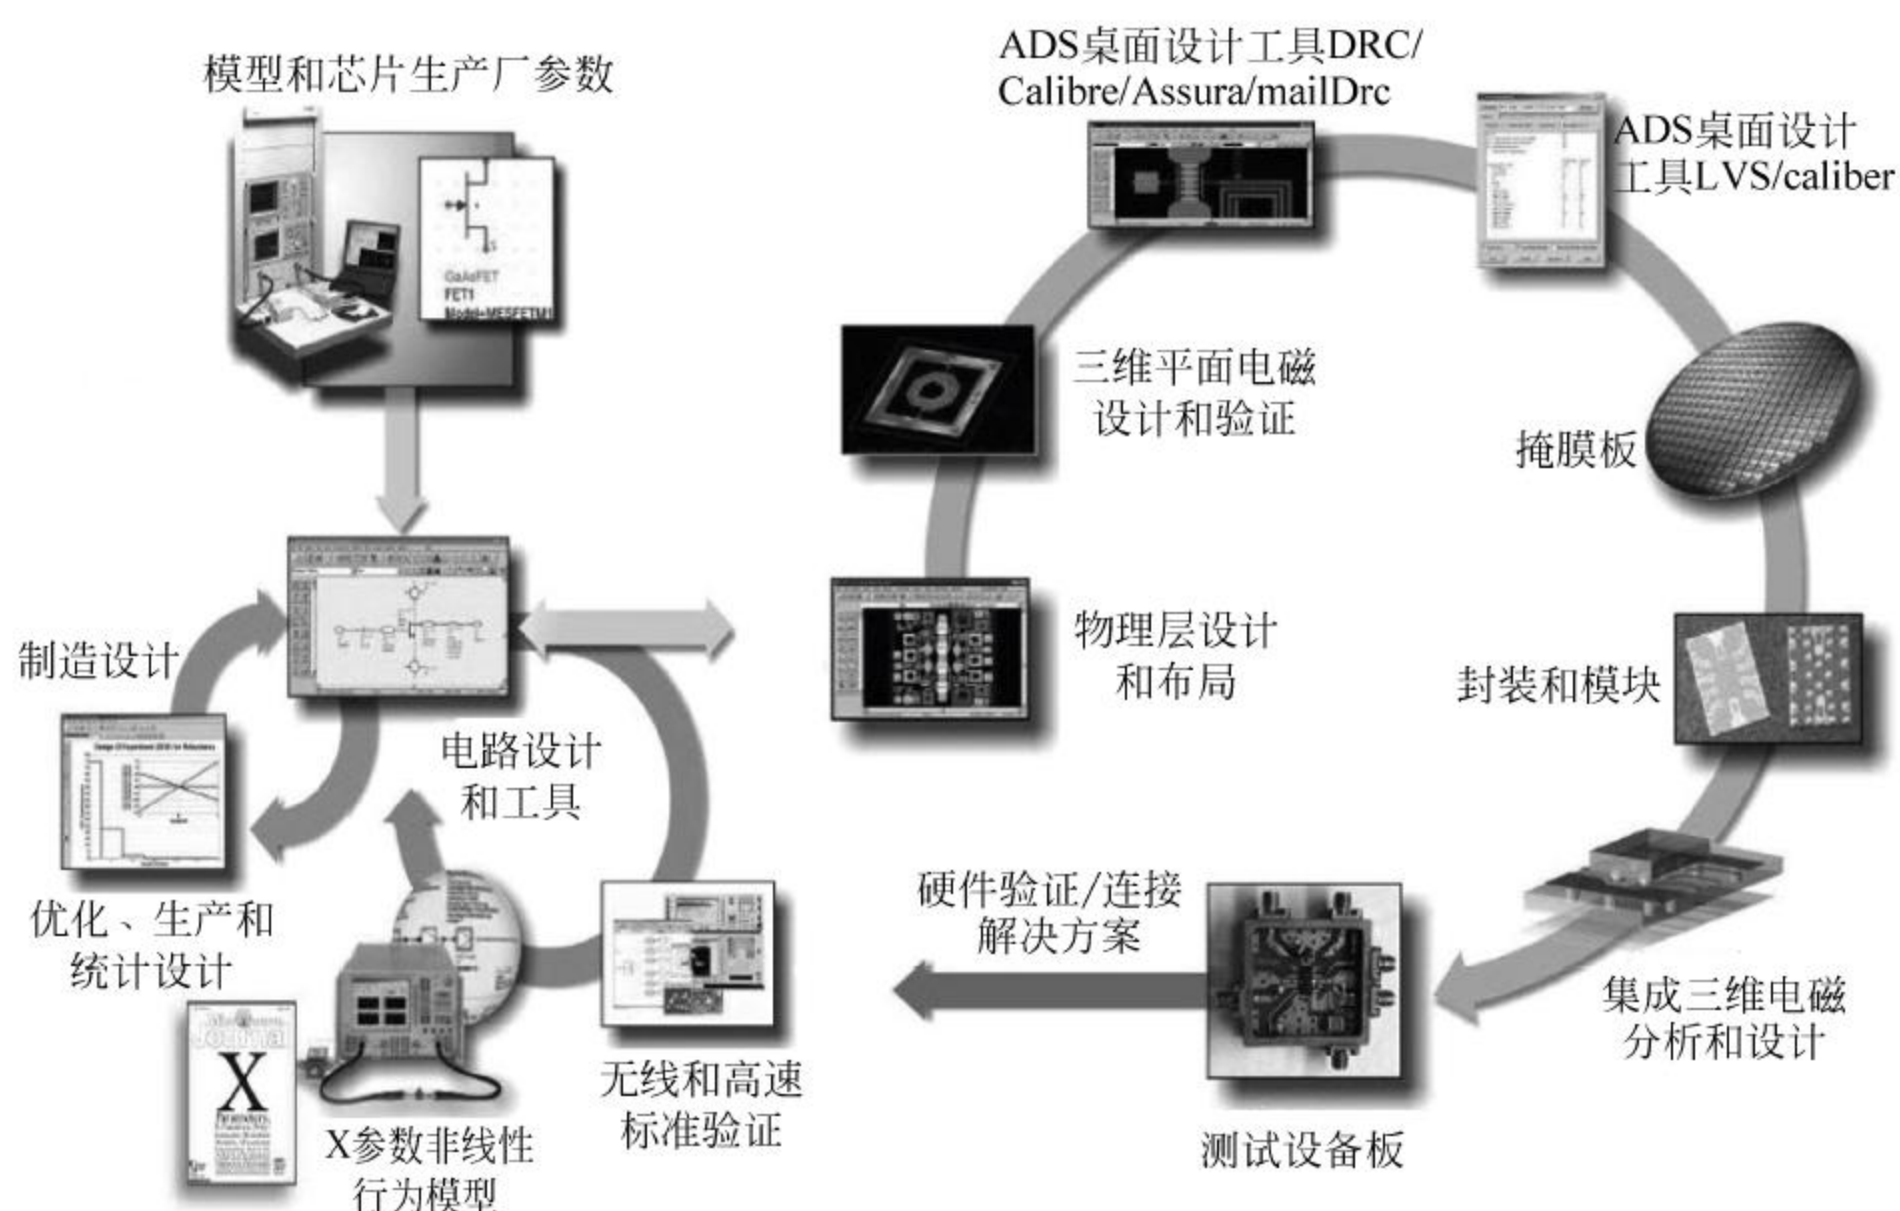 模型和芯片生产厂参数
GaAsFET
FET1
Model=MESFETM1
制造设计
电路设计
和工具
优化、生产和
统计设计
X
X参数非线性
行为模型
无线和高速
标准验证
ADS桌面设计工具DRC/
Calibre/Assura/mailDrc
ADS桌面设计
工具LVS/caliber
三维平面电磁
设计和验证
掩膜板
物理层设计
和布局
封装和模块
硬件验证/连接
解决方案
集成三维电磁
分析和设计
测试设备板